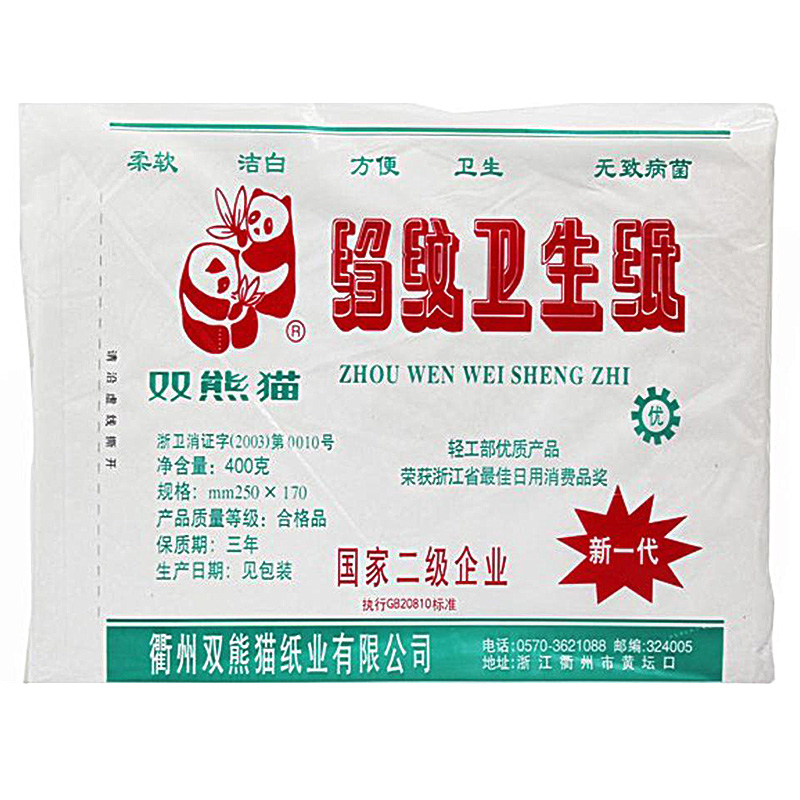 柔软 洁白 方便 卫生 无致病菌
绉纹卫生纸
®
双熊猫
ZHOU WEN WEI SHENG ZHI
优
请沿虚线撕开
浙卫消证字(2003)第0010号
净含量：400克
规格：mm250×170
产品质量等级：合格品
保质期：三年
生产日期：见包装
轻工部优质产品
荣获浙江省最佳日用消费品奖
新一代
国家二级企业
执行GB20810标准
衢州双熊猫纸业有限公司
电话:0570-3621088 邮编:324005
地址:浙江衢州市黄坛口